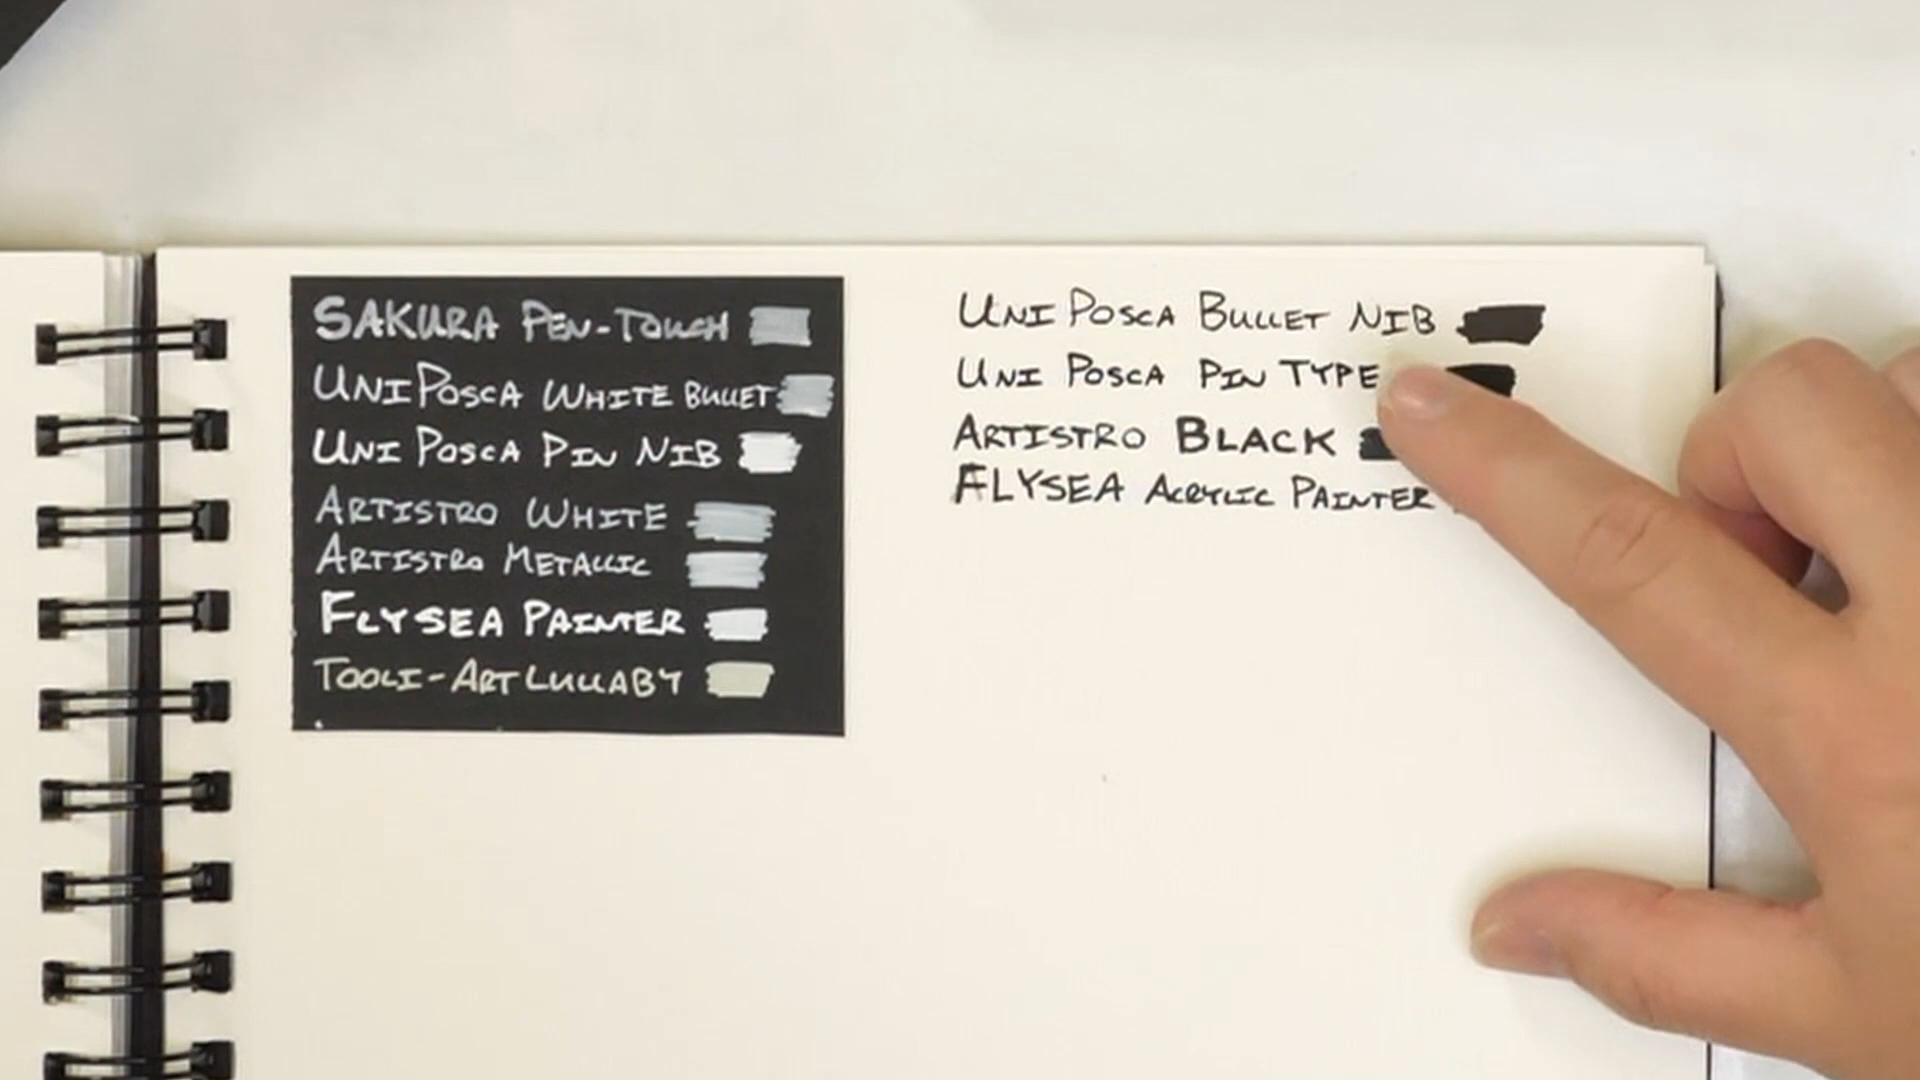 SAKURA PEN-TOUCH
UNI POSCA WHITE BULLET
UNI POSCA PIN NIB
ARTISTRO WHITE
ARTISTRO METALLIC
FLYSEA PAINTER
TOOLI-ART LULLABY
UNI POSCA BULLET NIB
UNI POSCA PIN TYPE
ARTISTRO BLACK
FLYSEA ACRYLIC PAINTER